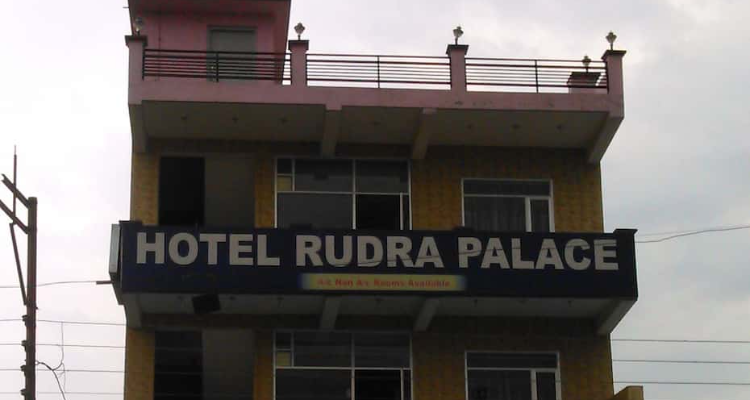 HOTEL RUDRA PALACE
A/c Non A/c Rooms Available